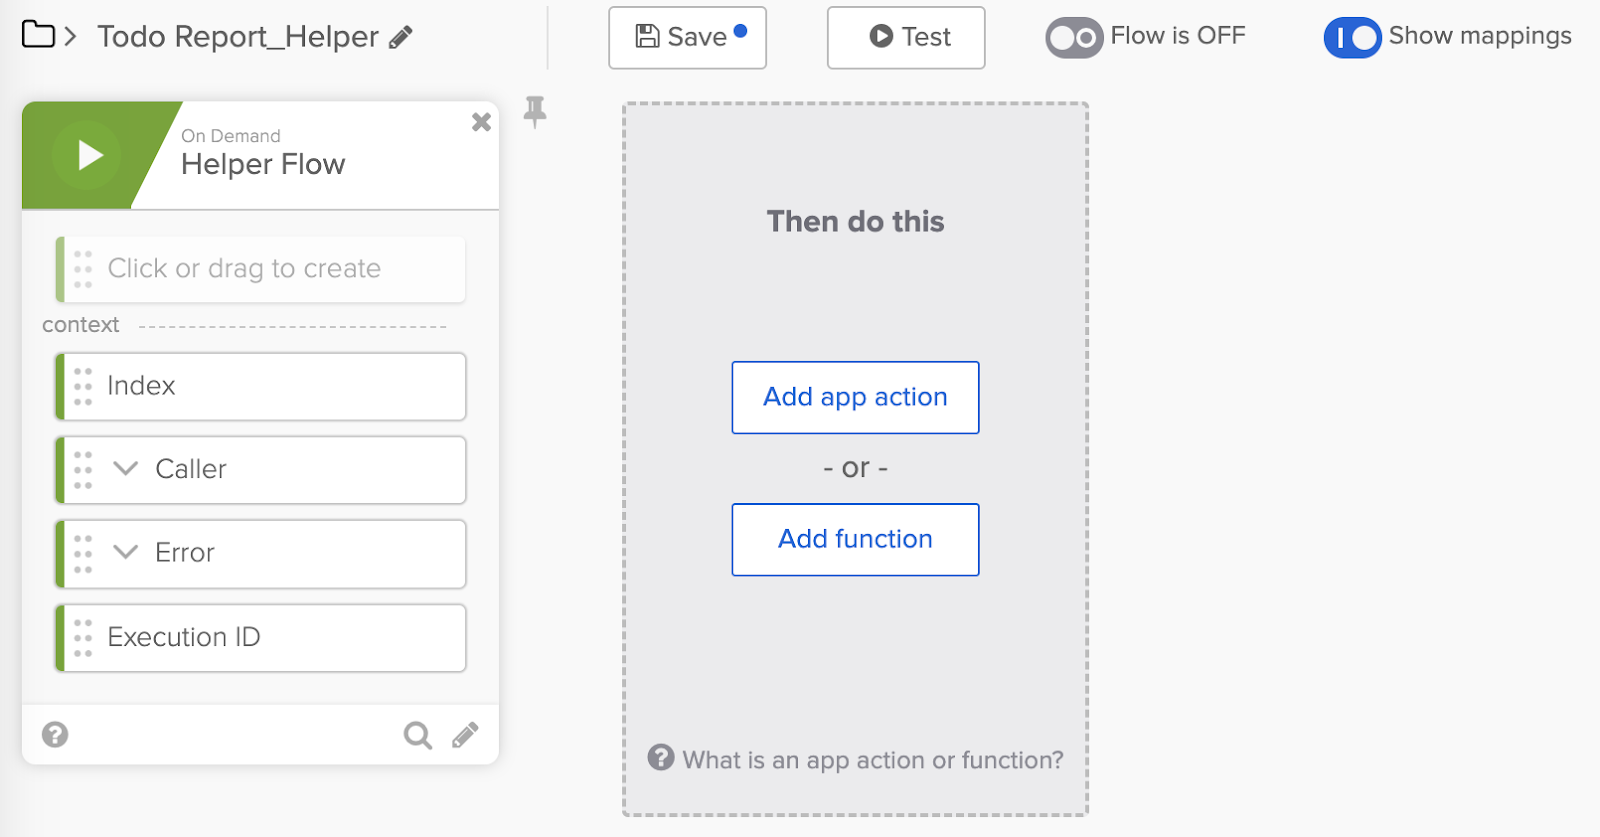 Todo Report_Helper
Save
Test
Flow is OFF
Show mappings
On Demand
Helper Flow
Click or drag to create
context
Index
Caller
Error
Execution ID
Then do this
Add app action
- or -
Add function
What is an app action or function?